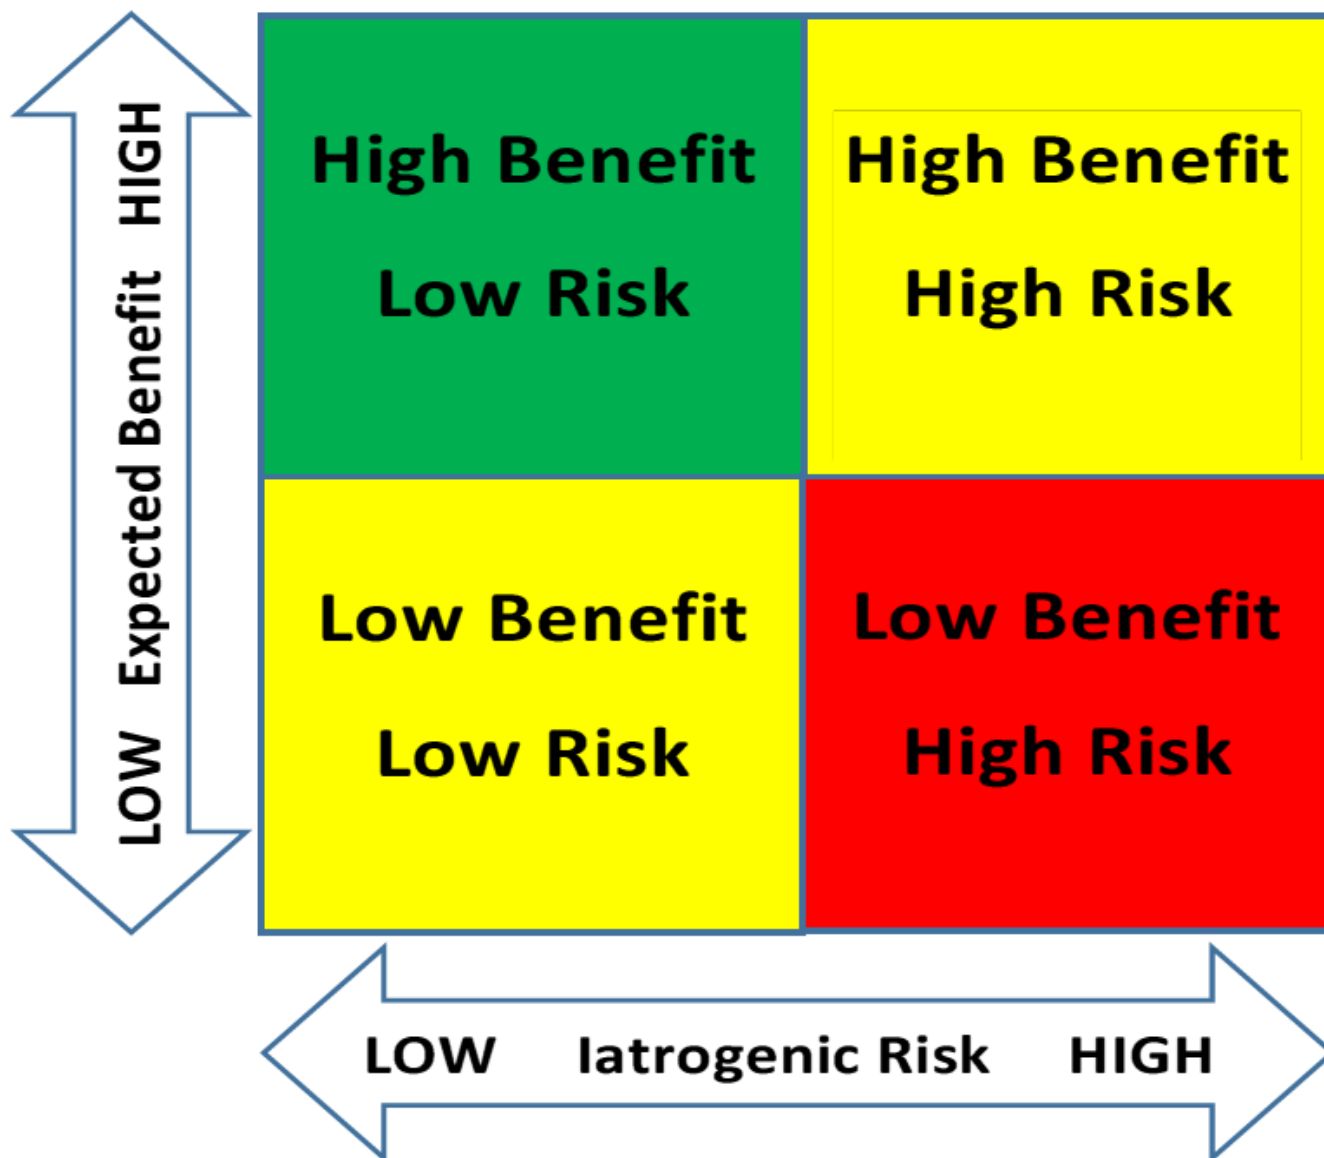 High Benefit
Low Risk
High Benefit
High Risk
Low Benefit
Low Risk
Low Benefit
High Risk
LOW Expected Benefit HIGH
LOW Iatrogenic Risk HIGH